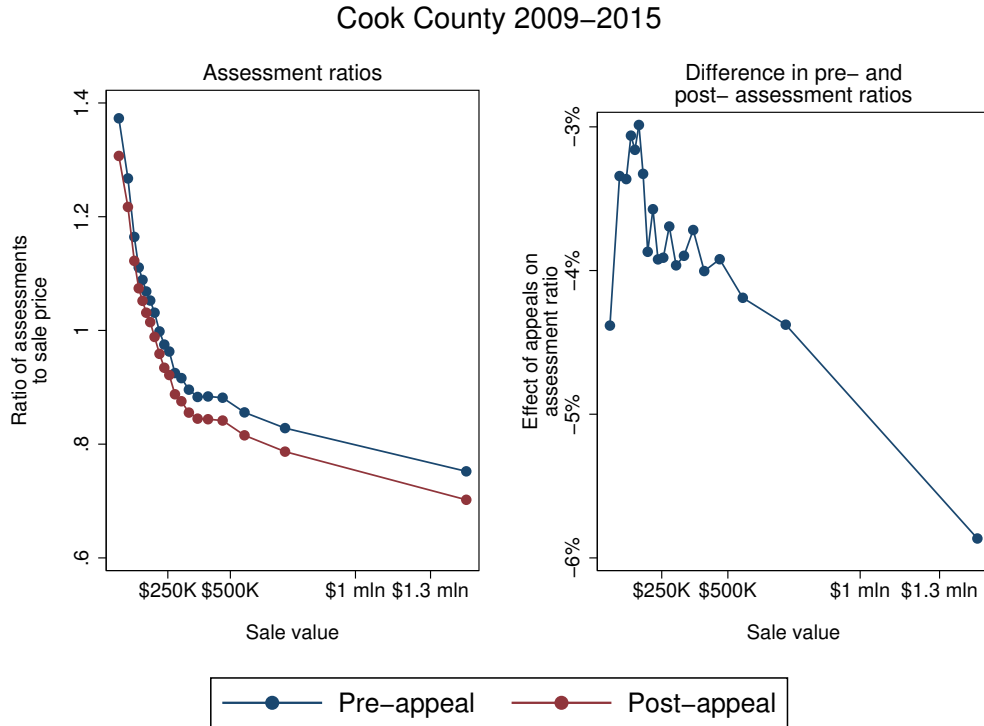 Cook County 2009−2015
Assessment ratios
Ratio of assessments
to sale price
1.4
1.2
1
.8
.6
$250K $500K $1 mln $1.3 mln
Sale value
Difference in pre− and
post− assessment ratios
Effect of appeals on
assessment ratio
−3%
−4%
−5%
−6%
$250K $500K $1 mln $1.3 mln
Sale value
Pre−appeal Post−appeal